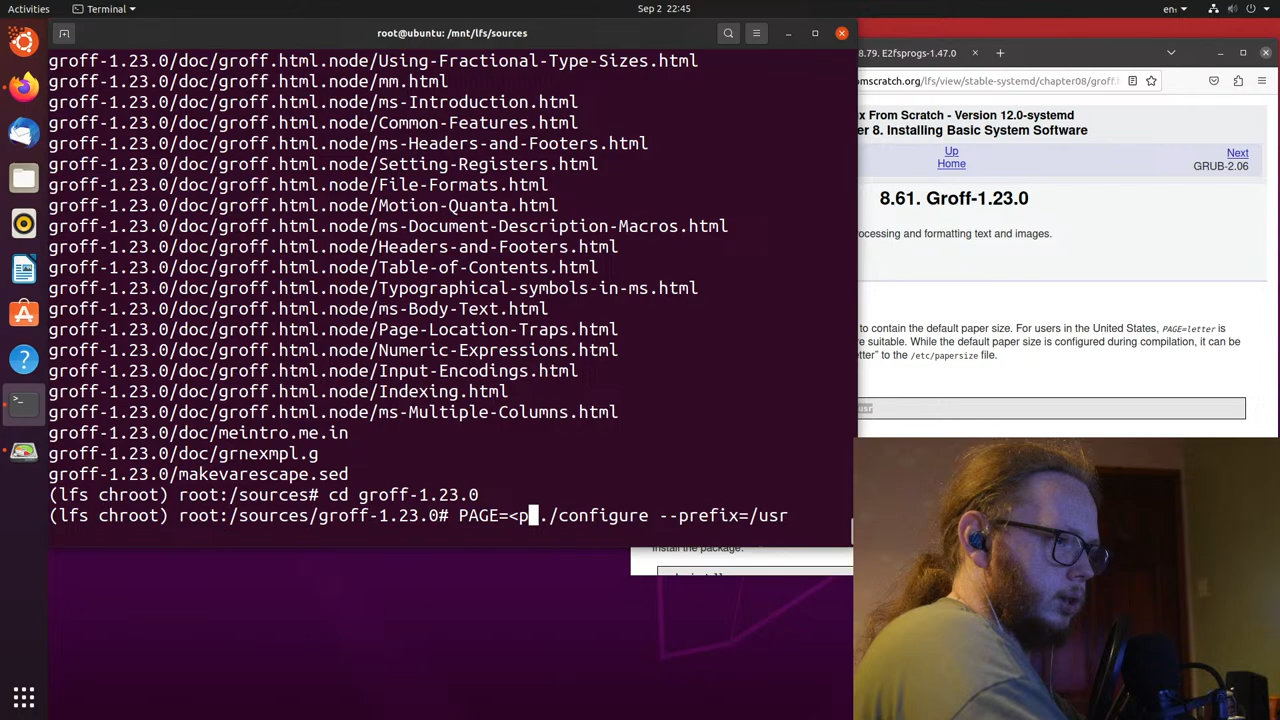 Activities
Terminal
Sep 2 22:45
en
root@ubuntu: /mnt/lfs/sources
groff-1.23.0/doc/groff.html.node/Using-Fractional-Type-Sizes.html
groff-1.23.0/doc/groff.html.node/mm.html
groff-1.23.0/doc/groff.html.node/ms-Introduction.html
groff-1.23.0/doc/groff.html.node/Common-Features.html
groff-1.23.0/doc/groff.html.node/ms-Headers-and-Footers.html
groff-1.23.0/doc/groff.html.node/Setting-Registers.html
groff-1.23.0/doc/groff.html.node/File-Formats.html
groff-1.23.0/doc/groff.html.node/Motion-Quanta.html
groff-1.23.0/doc/groff.html.node/ms-Document-Description-Macros.html
groff-1.23.0/doc/groff.html.node/Headers-and-Footers.html
groff-1.23.0/doc/groff.html.node/Table-of-Contents.html
groff-1.23.0/doc/groff.html.node/Typographical-symbols-in-ms.html
groff-1.23.0/doc/groff.html.node/ms-Body-Text.html
groff-1.23.0/doc/groff.html.node/Page-Location-Traps.html
groff-1.23.0/doc/groff.html.node/Numeric-Expressions.html
groff-1.23.0/doc/groff.html.node/Input-Encodings.html
groff-1.23.0/doc/groff.html.node/Indexing.html
groff-1.23.0/doc/groff.html.node/ms-Multiple-Columns.html
groff-1.23.0/doc/meintro.me.in
groff-1.23.0/doc/grnexmpl.g
groff-1.23.0/makevarescape.sed
(lfs chroot) root:/sources# cd groff-1.23.0
(lfs chroot) root:/sources/groff-1.23.0# PAGE=<p ./configure --prefix=/usr
8.79. E2fsprogs-1.47.0
omscratch.org/lfs/view/stable-systemd/chapter08/groff.
x From Scratch - Version 12.0-systemd
er 8. Installing Basic System Software
Up
Home
Next
GRUB-2.06
8.61. Groff-1.23.0
ocessing and formatting text and images.
to contain the default paper size. For users in the United States, PAGE=letter is
re suitable. While the default paper size is configured during compilation, it can be
etter" to the /etc/papersize file.
usr
Install the package: